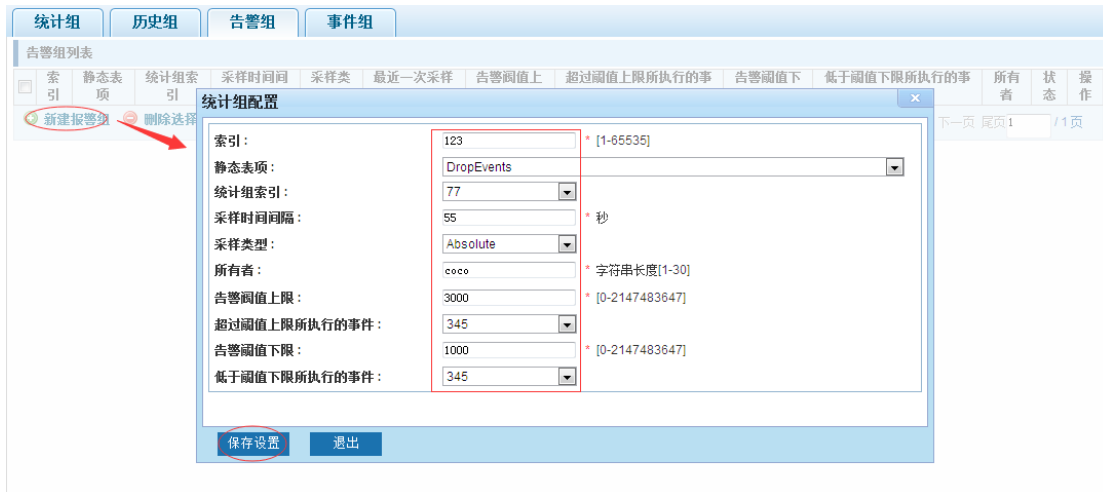 统计组 历史组 告警组 事件组
告警组列表
索引 静态表项 统计组索引 采样时间间 采样类 最近一次采样 告警阀值上 超过阈值上限所执行的事 告警阈值下 低于阈值下限所执行的事 所有者 状态 操作
新建报警组 删除选择 下一页 尾页 1 /1页
统计组配置
索引: 123 * [1-65535]
静态表项: DropEvents
统计组索引: 77
采样时间间隔: 55 * 秒
采样类型: Absolute
所有者: coco * 字符串长度[1-30]
告警阀值上限: 3000 * [0-2147483647]
超过阈值上限所执行的事件: 345
告警阈值下限: 1000 * [0-2147483647]
低于阈值下限所执行的事件: 345
保存设置 退出